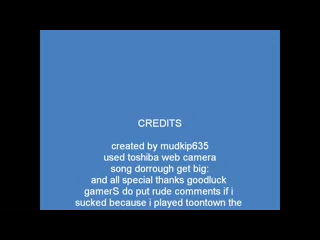 CREDITS
created by mudkip635
used toshiba web camera
song dorrough get big:
and all special thanks goodluck
gamerS do put rude comments if i
sucked because i played toontown the